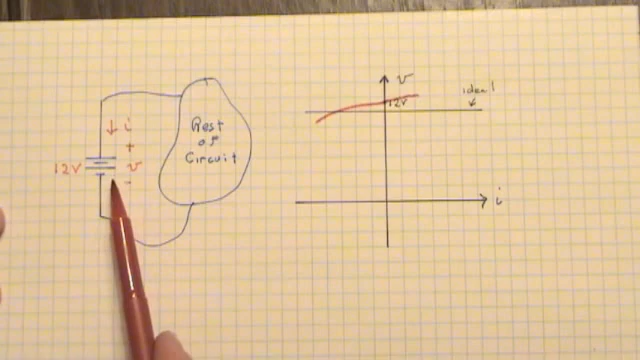 i
+
12V
v
-
Rest
of
Circuit
v
12V
ideal
i